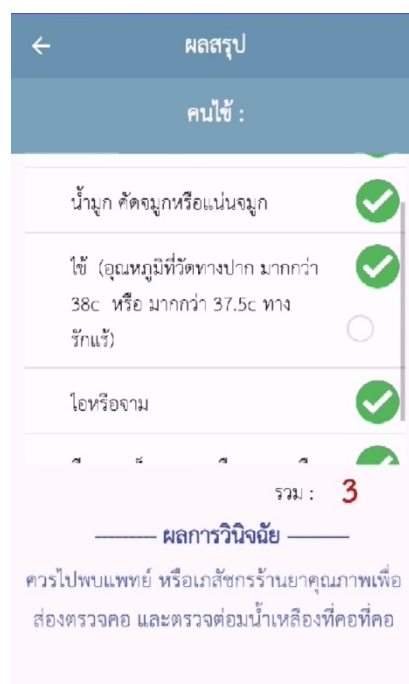 ผลสรุป
คนไข้ :
น้ำมูก คัดจมูกหรือแน่นจมูก
ไข้ (อุณหภูมิที่วัดทางปาก มากกว่า
38c หรือ มากกว่า 37.5c ทาง
รักแร้)
ไอหรือจาม
รวม : 3
ผลการวินิจฉัย
ควรไปพบแพทย์ หรือเภสัชกรร้านยาคุณภาพเพื่อ
ส่องตรวจคอ และตรวจต่อมน้ำเหลืองที่คอที่คอ